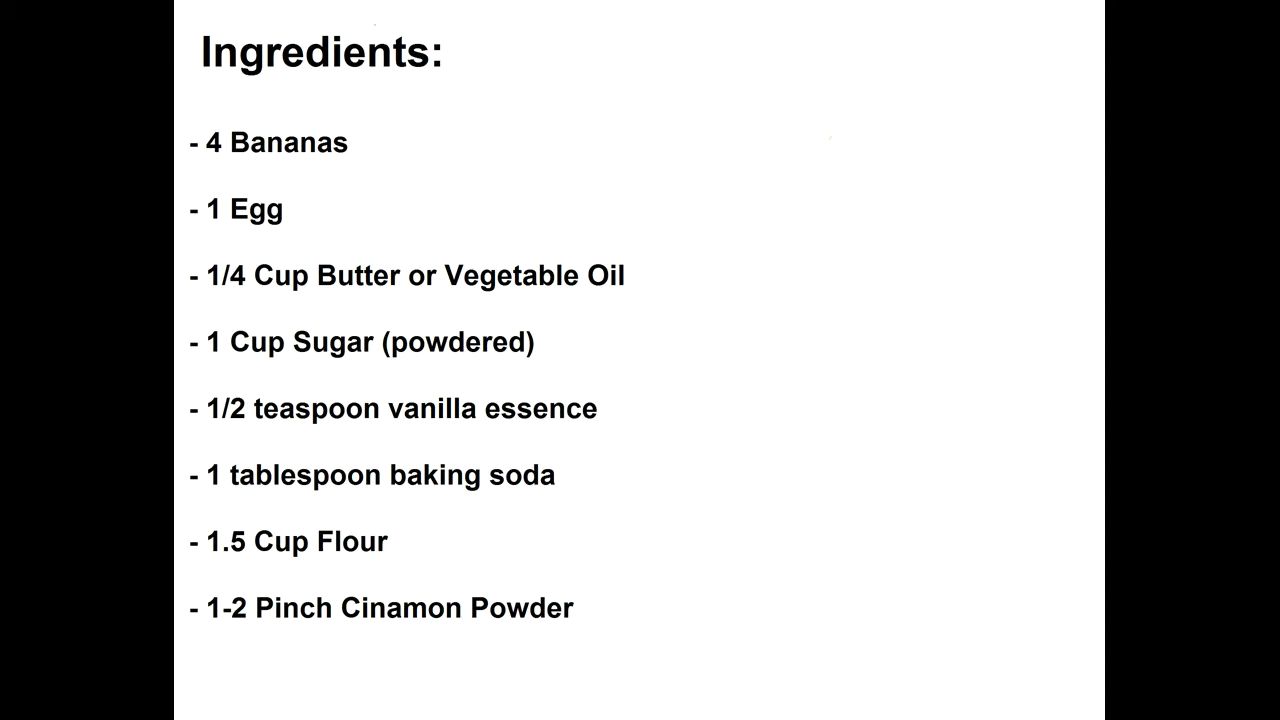 Ingredients:
- 4 Bananas
- 1 Egg
- 1/4 Cup Butter or Vegetable Oil
- 1 Cup Sugar (powdered)
- 1/2 teaspoon vanilla essence
- 1 tablespoon baking soda
- 1.5 Cup Flour
- 1-2 Pinch Cinamon Powder